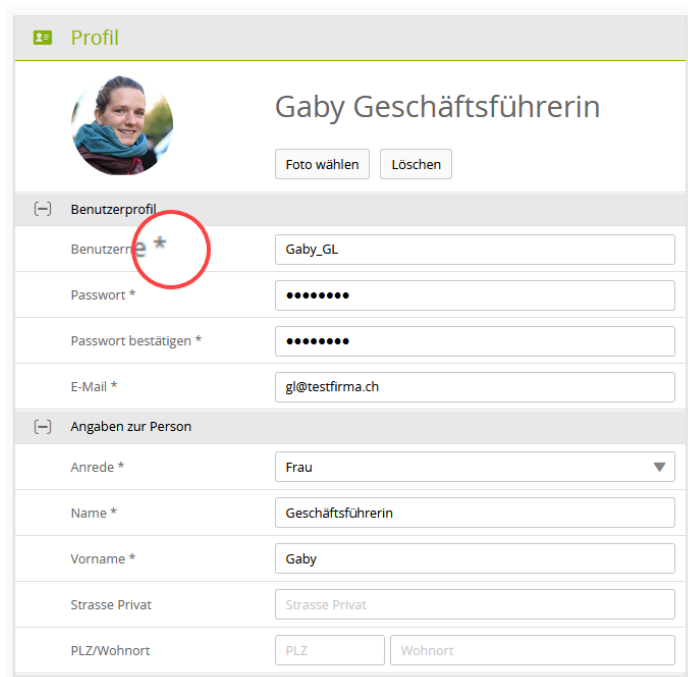 Profil
Gaby Geschäftsführerin
Foto wählen Löschen
Benutzerprofil
Benutzern e * Gaby_GL
Passwort * ●●●●●●●●
Passwort bestätigen * ●●●●●●●●
E-Mail * gl@testfirma.ch
Angaben zur Person
Anrede * Frau
Name * Geschäftsführerin
Vorname * Gaby
Strasse Privat Strasse Privat
PLZ/Wohnort PLZ Wohnort